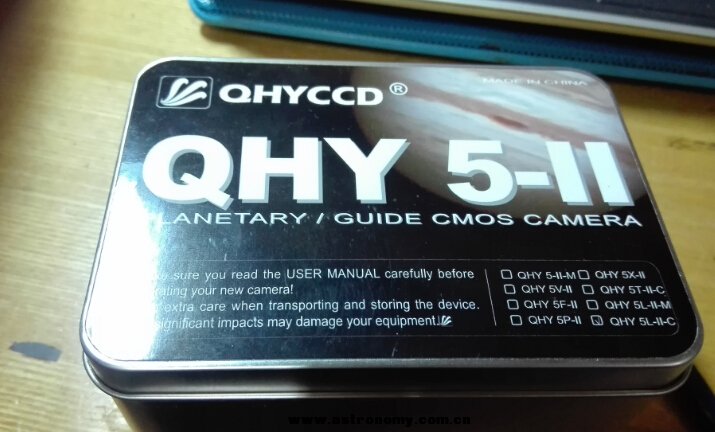 MADE IN CHINA
QHYCCD®
QHY 5-II
LANETARY / GUIDE CMOS CAMERA
sure you read the USER MANUAL carefully before
ating your new camera!
extra care when transporting and storing the device.
significant impacts may damage your equipment!
QHY 5-II-M QHY 5X-II
QHY 5V-II QHY 5T-II-C
QHY 5F-II QHY 5L-II-M
QHY 5P-II QHY 5L-II-C
www.astronomy.com.cn